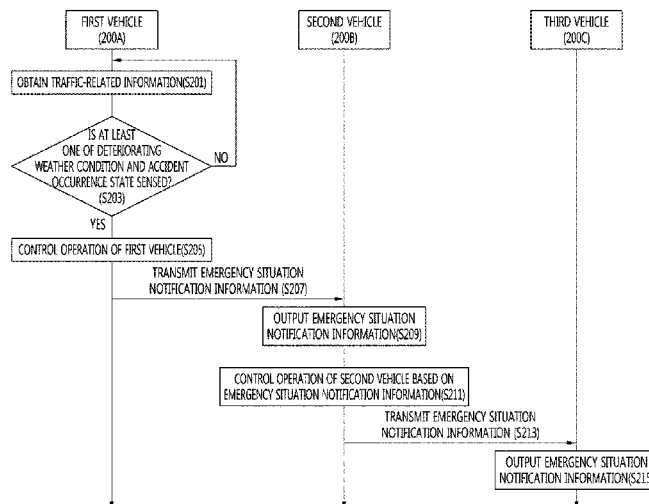 FIRST VEHICLE
(200A)
SECOND VEHICLE
(200B)
THIRD VEHICLE
(200C)
OBTAIN TRAFFIC-RELATED INFORMATION(S201)
IS AT LEAST
ONE OF DETERIORATING
WEATHER CONDITION AND ACCIDENT
OCCURRENCE STATE SENSED?
(S203)
NO
YES
CONTROL OPERATION OF FIRST VEHICLE(S205)
TRANSMIT EMERGENCY SITUATION
NOTIFICATION INFORMATION (S207)
OUTPUT EMERGENCY SITUATION
NOTIFICATION INFORMATION(S209)
CONTROL OPERATION OF SECOND VEHICLE BASED ON
EMERGENCY SITUATION NOTIFICATION INFORMATION(S211)
TRANSMIT EMERGENCY SITUATION
NOTIFICATION INFORMATION (S213)
OUTPUT EMERGENCY SITUATION
NOTIFICATION INFORMATION(S215